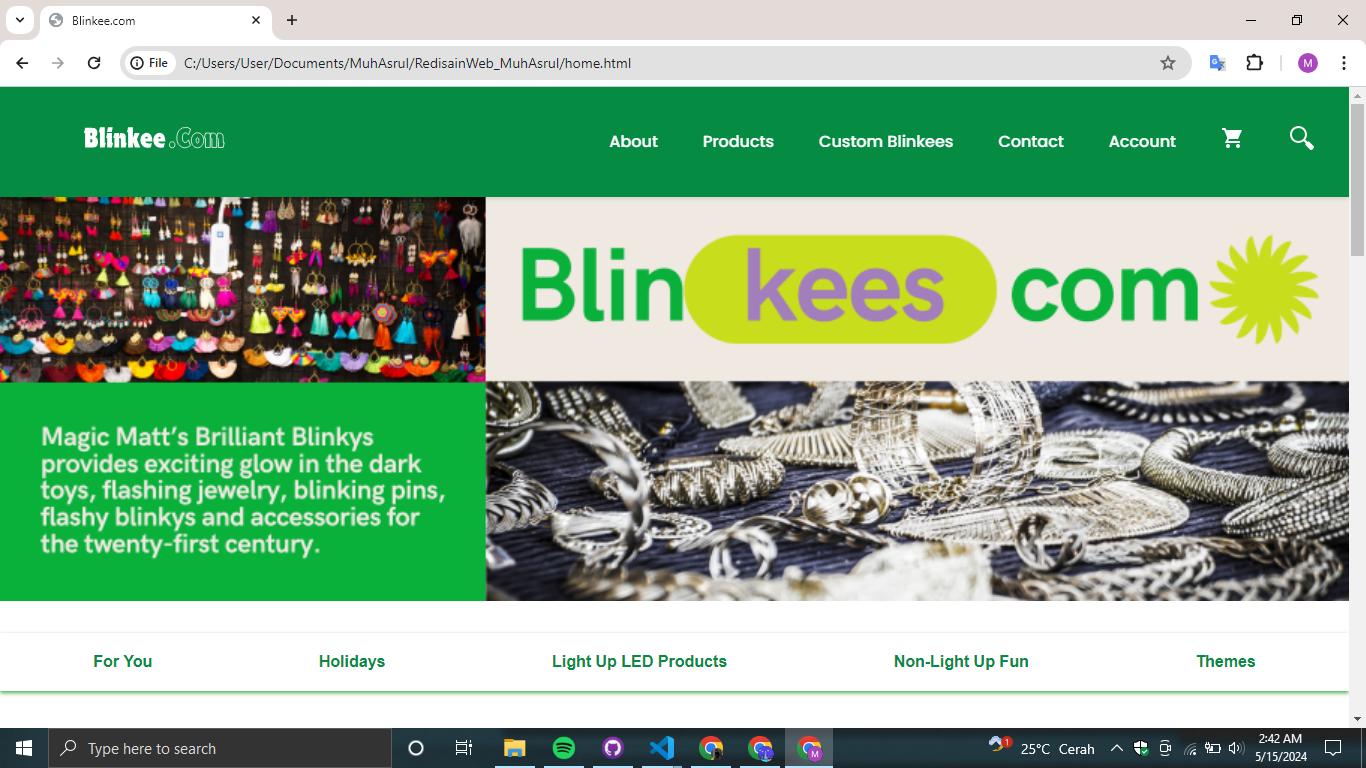 Blinkee.com
File
C:/Users/User/Documents/MuhAsrul/RedisainWeb_MuhAsrul/home.html
M
Blinkee.Com
About
Products
Custom Blinkees
Contact
Account
Blinkees com
Magic Matt's Brilliant Blinkys
provides exciting glow in the dark
toys, flashing jewelry, blinking pins,
flashy blinkys and accessories for
the twenty-first century.
For You
Holidays
Light Up LED Products
Non-Light Up Fun
Themes
Type here to search
M
1
25°C Cerah
2:42 AM
5/15/2024